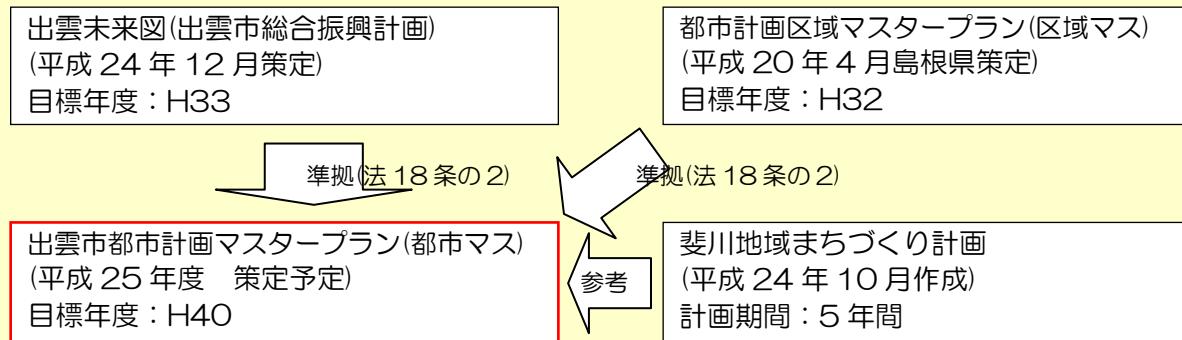 出雲未来図(出雲市総合振興計画)
(平成 24 年 12 月策定)
目標年度：H33
都市計画区域マスタープラン(区域マス)
(平成 20 年 4 月島根県策定)
目標年度：H32
準拠(法 18 条の 2)
準拠(法 18 条の 2)
出雲市都市計画マスタープラン(都市マス)
(平成 25 年度　策定予定)
目標年度：H40
参考
斐川地域まちづくり計画
(平成 24 年 10 月作成)
計画期間：5 年間